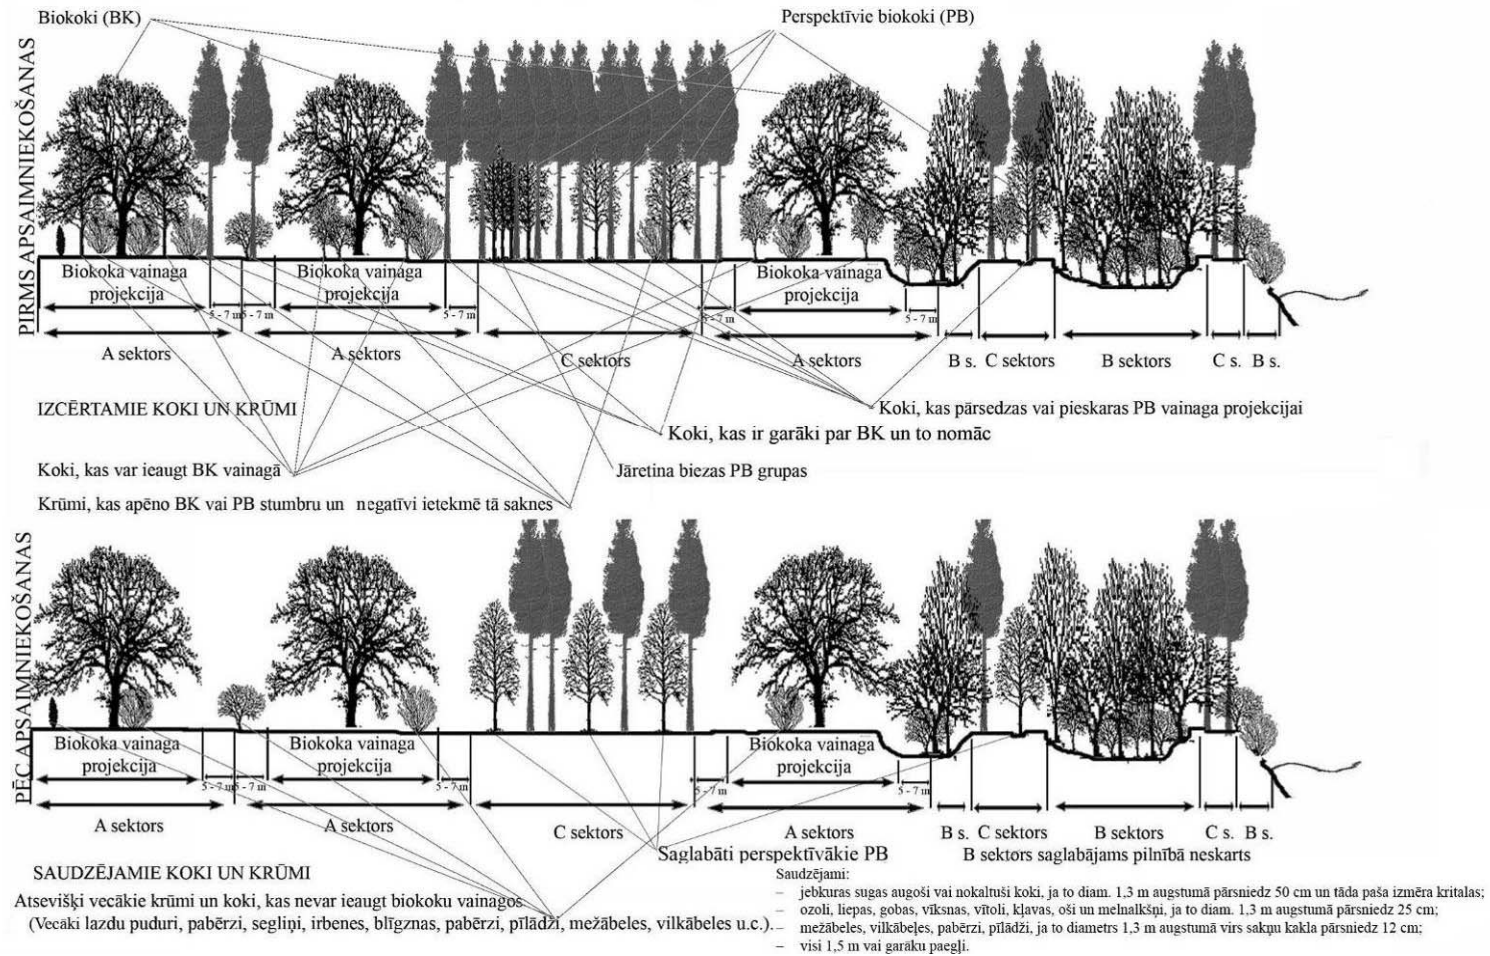 Biokoki (BK)
Perspektīvie biokoki (PB)
PIRMS APSAIMNIEKOŠANAS
Biokoka vainaga
projekcija
Biokoka vainaga
projekcija
Biokoka vainaga
projekcija
5 - 7 m
5 - 7 m
5 - 7 m
5 - 7 m
5 - 7 m
A sektors
A sektors
C sektors
A sektors
B s.
C sektors
B sektors
C s.
B s.
IZCĒRTAMIE KOKI UN KRŪMI
Koki, kas pārsedzas vai pieskaras PB vainaga projekcijai
Koki, kas ir garāki par BK un to nomāc
Koki, kas var ieaugt BK vainagā
Jāretina biezas PB grupas
Krūmi, kas apēno BK vai PB stumbru un negatīvi ietekmē tā saknes
PĒC APSAIMNIEKOŠANAS
Biokoka vainaga
projekcija
Biokoka vainaga
projekcija
Biokoka vainaga
projekcija
5 - 7 m
5 - 7 m
5 - 7 m
5 - 7 m
5 - 7 m
A sektors
A sektors
C sektors
A sektors
B s.
C sektors
B sektors
C s.
B s.
Saglabāti perspektīvākie PB
B sektors saglabājams pilnībā neskarts
SAUDZĒJAMIE KOKI UN KRŪMI
Atsevišķi vecākie krūmi un koki, kas nevar ieaugt biokoku vainagos
(Vecāki lazdu puduri, pabērzi, segliņi, irbenes, blīgznas, pabērzi, pīlādži, mežābeles, vilkābeles u.c.).
Saudzējami:
– jebkuras sugas augoši vai nokaltuši koki, ja to diam. 1,3 m augstumā pārsniedz 50 cm un tāda paša izmēra kritalas;
– ozoli, liepas, gobas, vīksnas, vītoli, kļavas, oši un melnalkšņi, ja to diam. 1,3 m augstumā pārsniedz 25 cm;
– mežābeles, vilkābeļes, pabērzi, pīlādži, ja to diametrs 1,3 m augstumā virs sakņu kakla pārsniedz 12 cm;
– visi 1,5 m vai garāku paegļi.